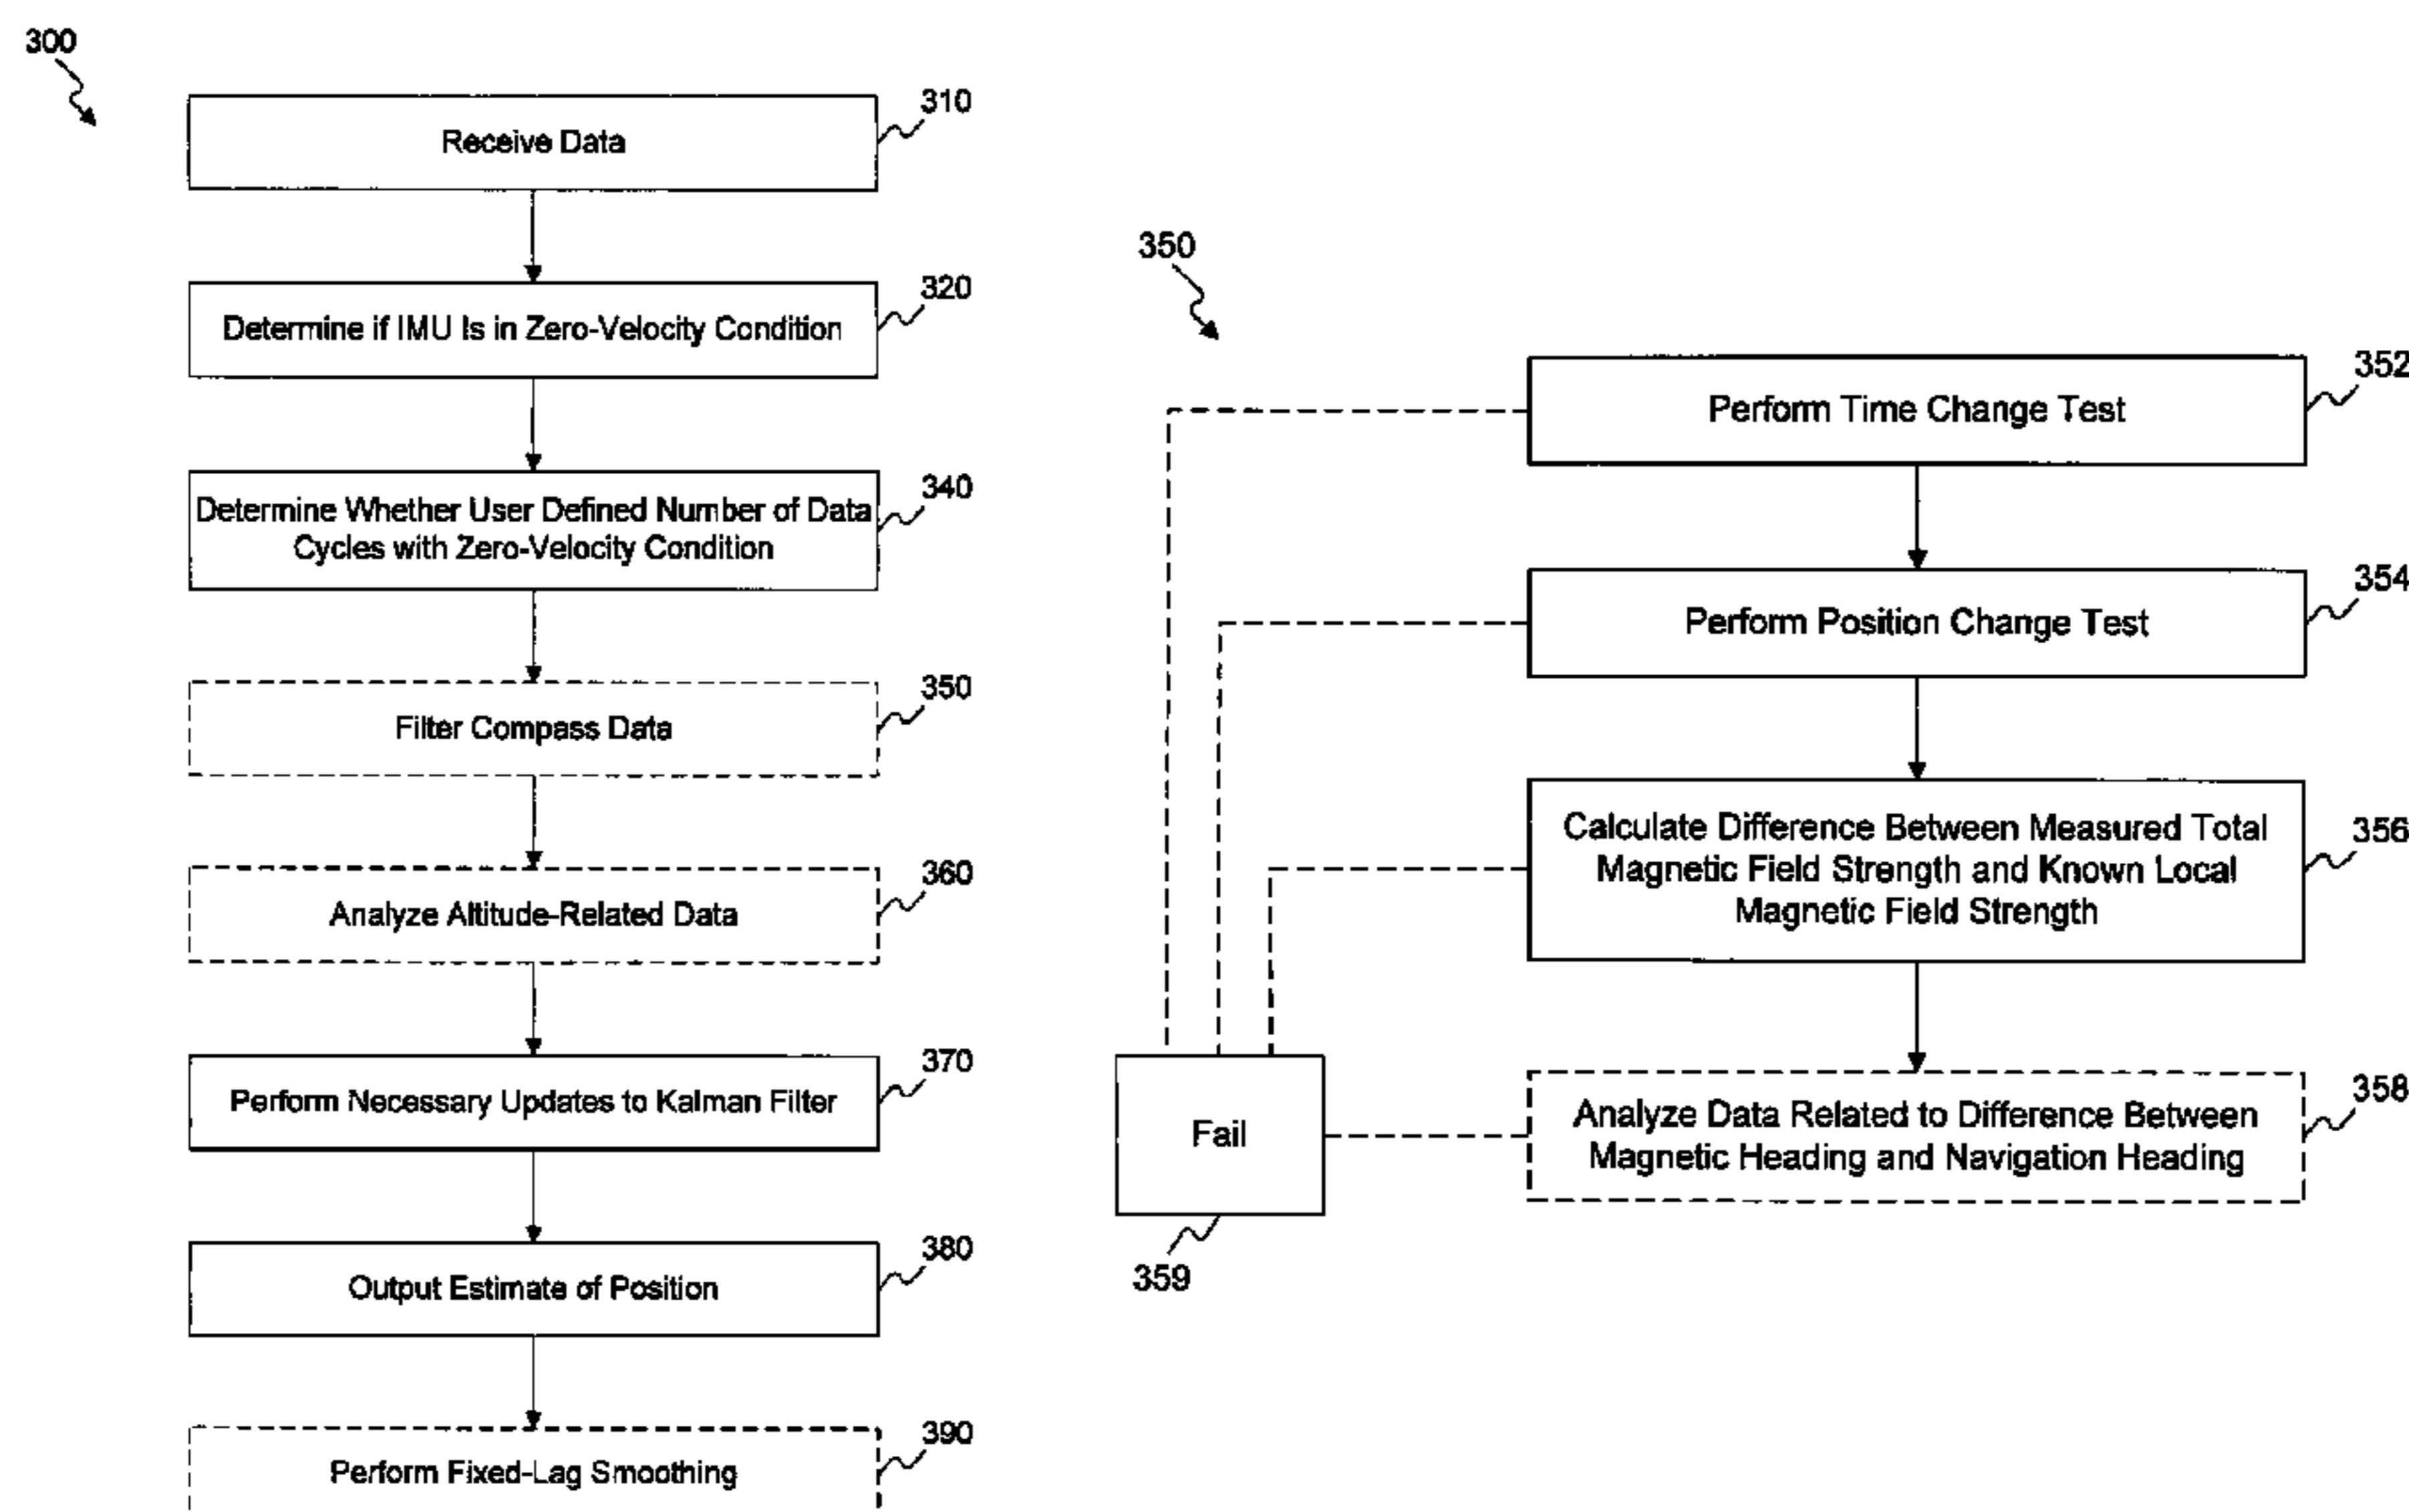 300
310
Receive Data
320
Determine if IMU Is in Zero-Velocity Condition
340
Determine Whether User Defined Number of Data
Cycles with Zero-Velocity Condition
350
Filter Compass Data
360
Analyze Altitude-Related Data
370
Perform Necessary Updates to Kalman Filter
380
Output Estimate of Position
390
Perform Fixed-Lag Smoothing
350
352
Perform Time Change Test
354
Perform Position Change Test
356
Calculate Difference Between Measured Total
Magnetic Field Strength and Known Local
Magnetic Field Strength
358
Analyze Data Related to Difference Between
Magnetic Heading and Navigation Heading
Fail
359